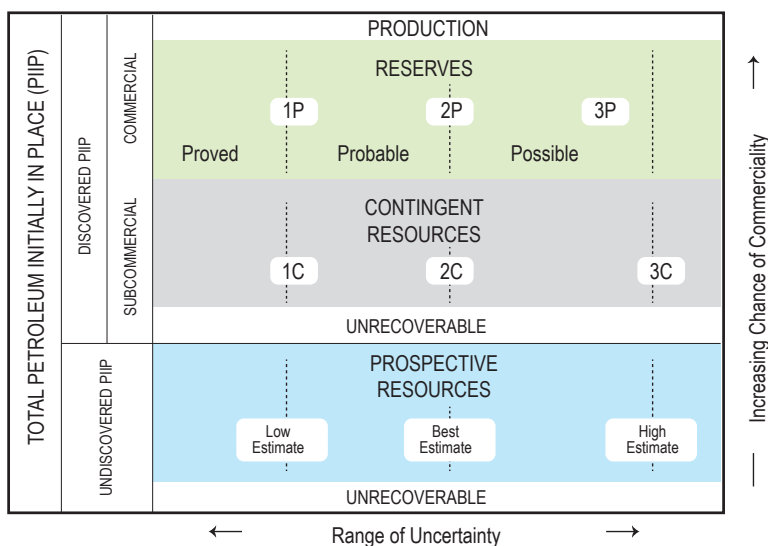 TOTAL PETROLEUM INITIALLY IN PLACE (PIIP)
DISCOVERED PIIP
COMMERCIAL
PRODUCTION
RESERVES
1P
2P
3P
Proved
Probable
Possible
SUBCOMMERCIAL
CONTINGENT
RESOURCES
1C
2C
3C
UNRECOVERABLE
UNDISCOVERED PIIP
PROSPECTIVE
RESOURCES
Low
Estimate
Best
Estimate
High
Estimate
UNRECOVERABLE
Range of Uncertainty
Increasing Chance of Commerciality